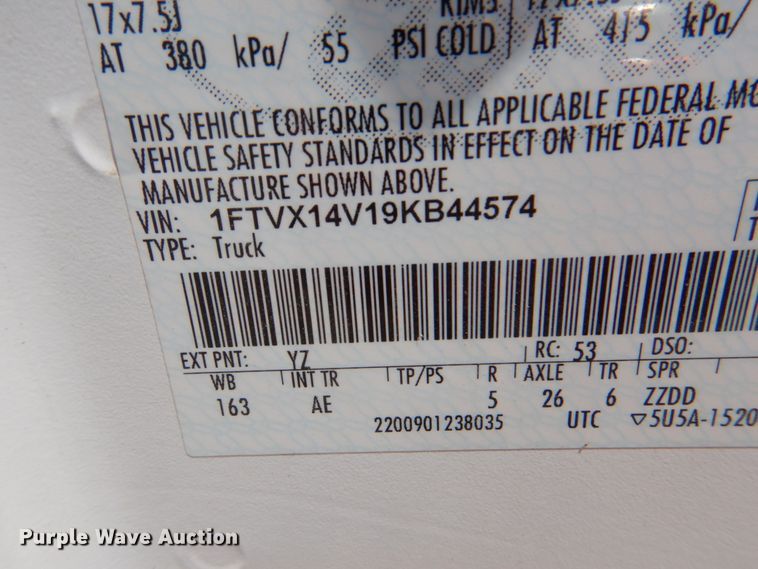 17x7.5J
AT 380 kPa/ 55 PSI COLD AT 415 kPa/
THIS VEHICLE CONFORMS TO ALL APPLICABLE FEDERAL MO
VEHICLE SAFETY STANDARDS IN EFFECT ON THE DATE OF
MANUFACTURE SHOWN ABOVE.
VIN: 1FTVX14V19KB44574
TYPE: Truck
EXT PNT: YZ RC: 53 DSO:
WB INT TR TP/PS R AXLE TR SPR
163 AE 5 26 6 ZZDD
2200901238035 UTC ▽5U5A-1520
Purple Wave Auction